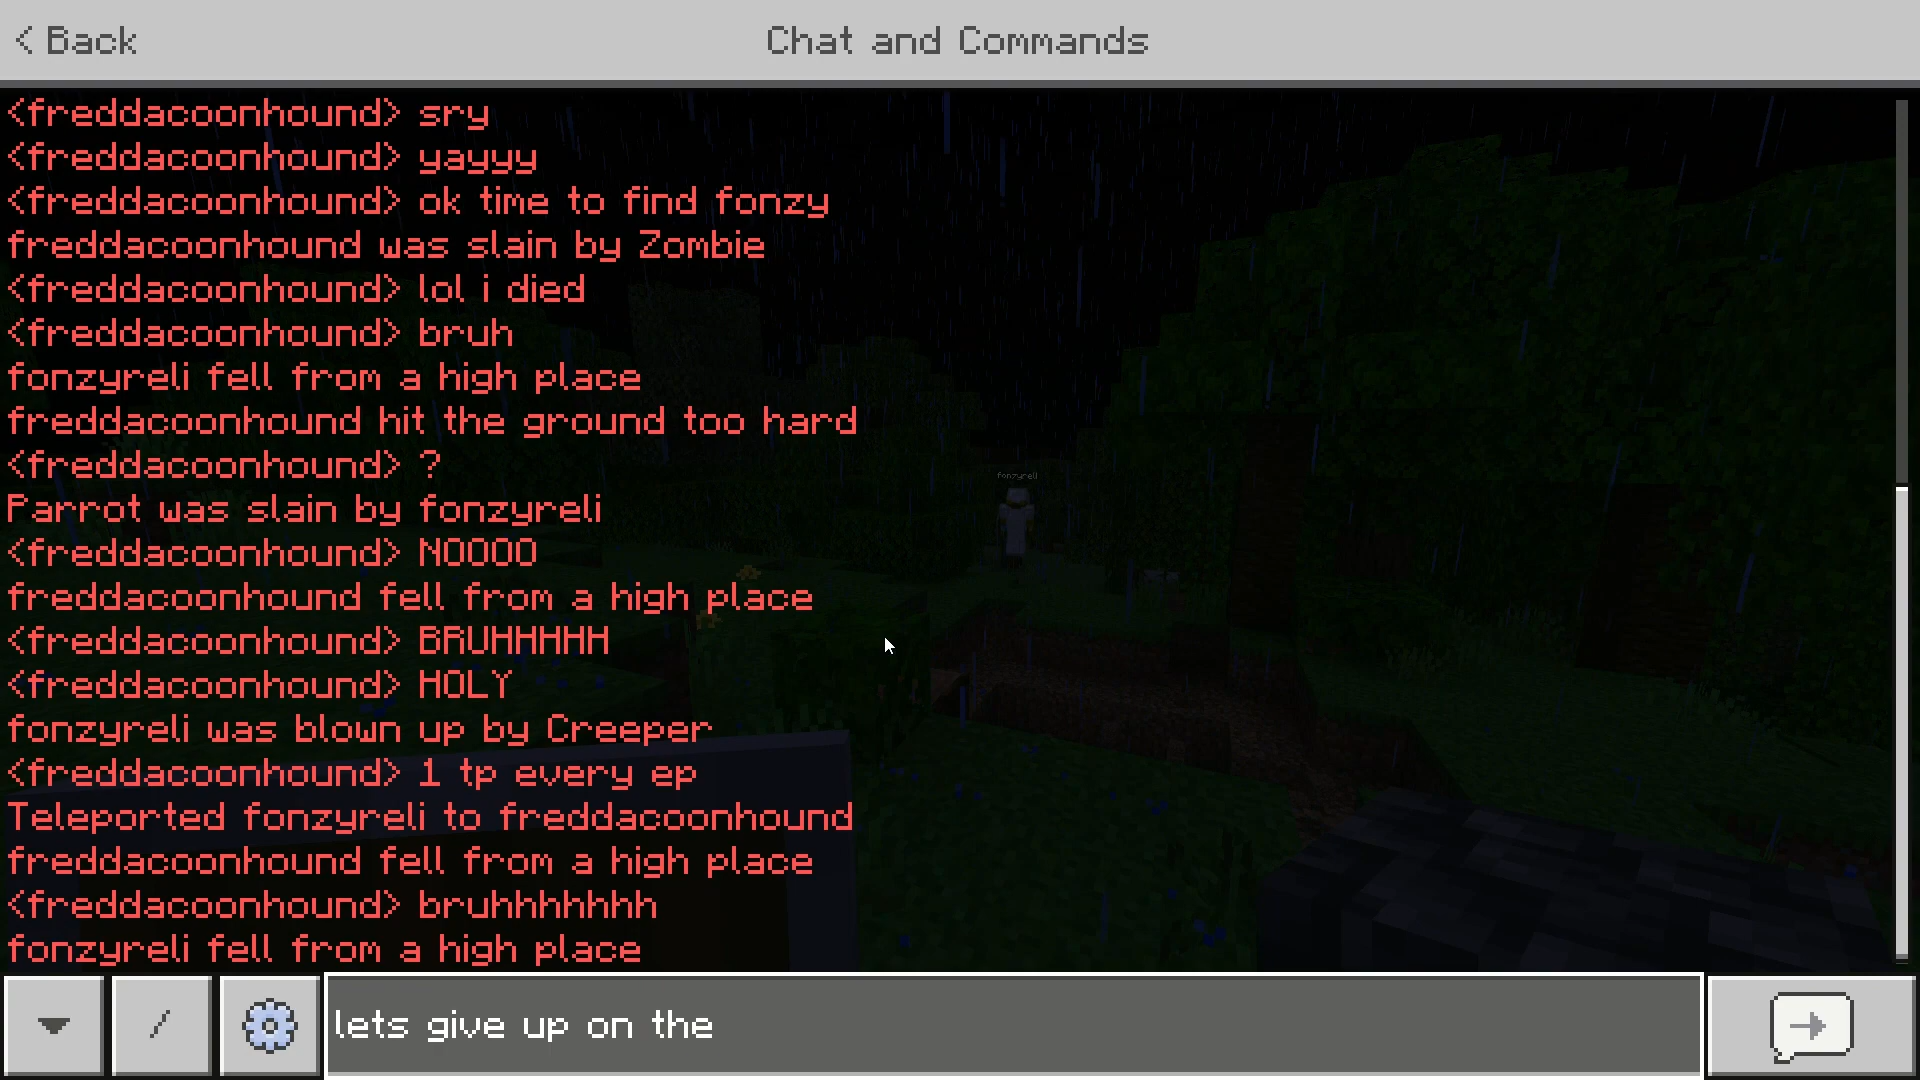 < Back
Chat and Commands
<freddacoonhound> sry
<freddacoonhound> yayyy
<freddacoonhound> ok time to find fonzy
freddacoonhound was slain by Zombie
<freddacoonhound> lol i died
<freddacoonhound> bruh
fonzyreli fell from a high place
freddacoonhound hit the ground too hard
<freddacoonhound> ?
fonzyreli
Parrot was slain by fonzyreli
<freddacoonhound> NOOOO
freddacoonhound fell from a high place
<freddacoonhound> BRUHHHHH
<freddacoonhound> HOLY
fonzyreli was blown up by Creeper
<freddacoonhound> 1 tp every ep
Teleported fonzyreli to freddacoonhound
freddacoonhound fell from a high place
<freddacoonhound> bruhhhhhhh
fonzyreli fell from a high place
/
lets give up on the